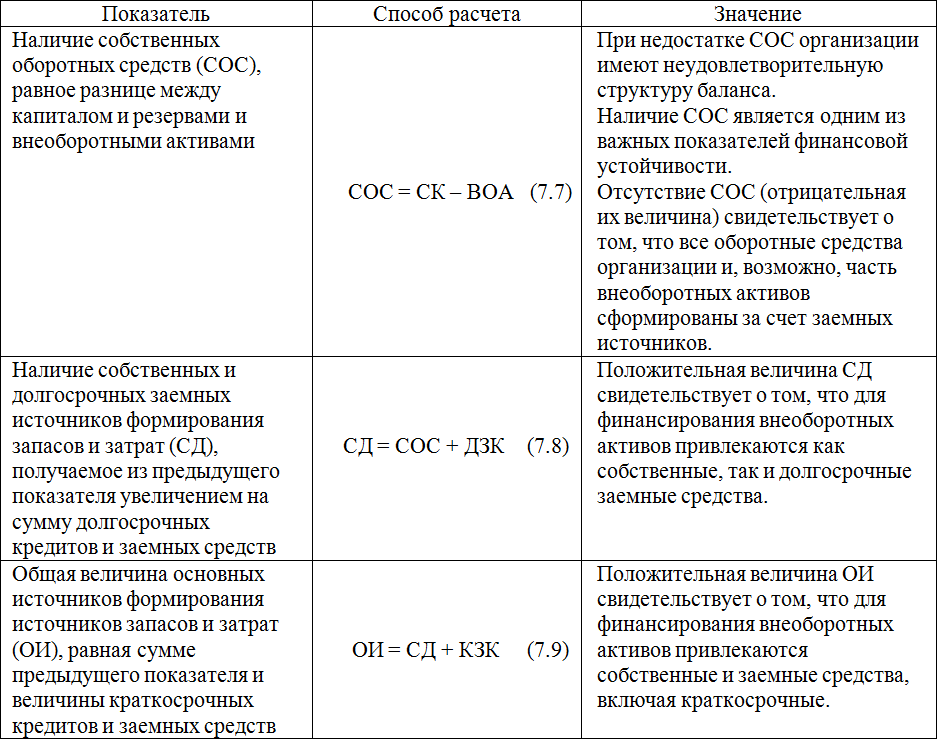 Показатель
Способ расчета
Значение
Наличие собственных
оборотных средств (СОС),
равное разнице между
капиталом и резервами и
внеоборотными активами
СОС = СК – ВОА (7.7)
При недостатке СОС организации
имеют неудовлетворительную
структуру баланса.
Наличие СОС является одним из
важных показателей финансовой
устойчивости.
Отсутствие СОС (отрицательная
их величина) свидетельствует о
том, что все оборотные средства
организации и, возможно, часть
внеоборотных активов
сформированы за счет заемных
источников.
Наличие собственных и
долгосрочных заемных
источников формирования
запасов и затрат (СД),
получаемое из предыдущего
показателя увеличением на
сумму долгосрочных
кредитов и заемных средств
СД = СОС + ДЗК (7.8)
Положительная величина СД
свидетельствует о том, что для
финансирования внеоборотных
активов привлекаются как
собственные, так и долгосрочные
заемные средства.
Общая величина основных
источников формирования
источников запасов и затрат
(ОИ), равная сумме
предыдущего показателя и
величины краткосрочных
кредитов и заемных средств
ОИ = СД + КЗК (7.9)
Положительная величина ОИ
свидетельствует о том, что для
финансирования внеоборотных
активов привлекаются
собственные и заемные средства,
включая краткосрочные.